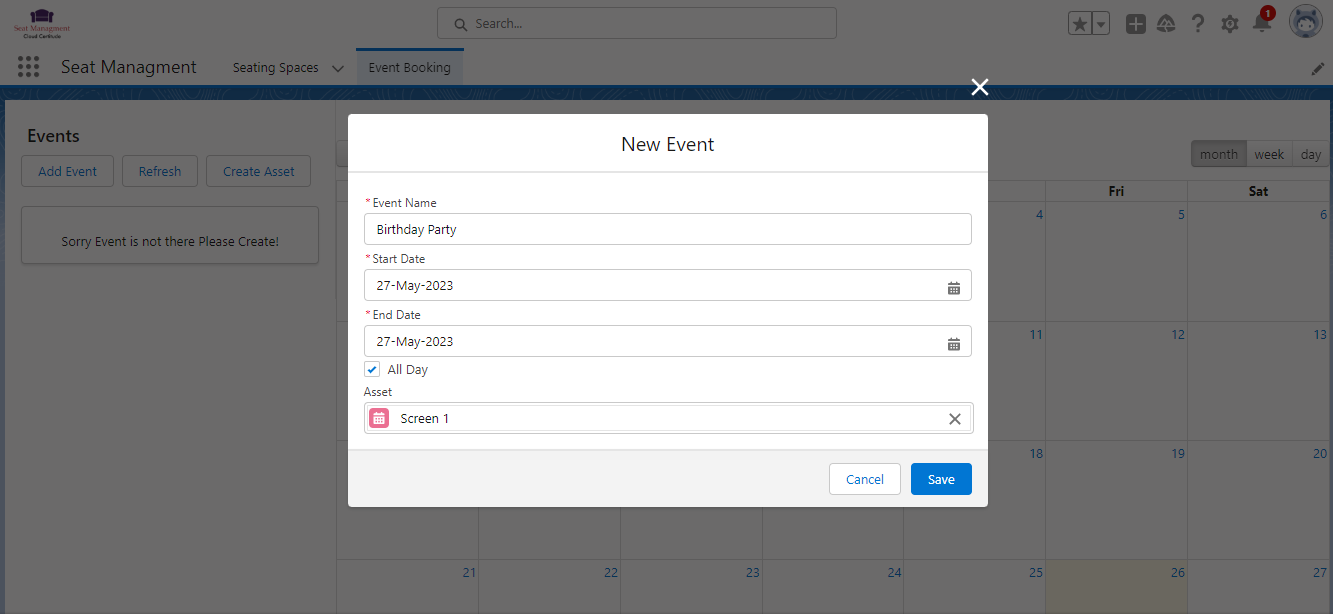 Seat Managment
Cloud Certitude
Search...
1
Seat Managment
Seating Spaces
Event Booking
Events
Add Event
Refresh
Create Asset
Sorry Event is not there Please Create!
month
week
day
Fri
Sat
4
5
6
11
12
13
18
19
20
21
22
23
24
25
26
27
New Event
*Event Name
Birthday Party
*Start Date
27-May-2023
*End Date
27-May-2023
All Day
Asset
Screen 1
Cancel
Save